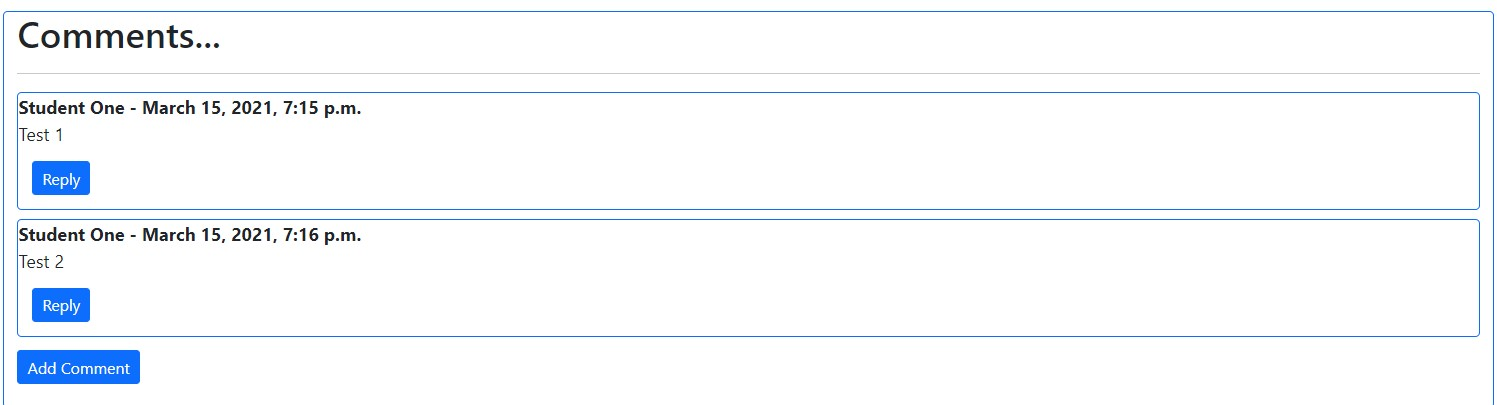 Comments...
Student One - March 15, 2021, 7:15 p.m.
Test 1
Reply
Student One - March 15, 2021, 7:16 p.m.
Test 2
Reply
Add Comment